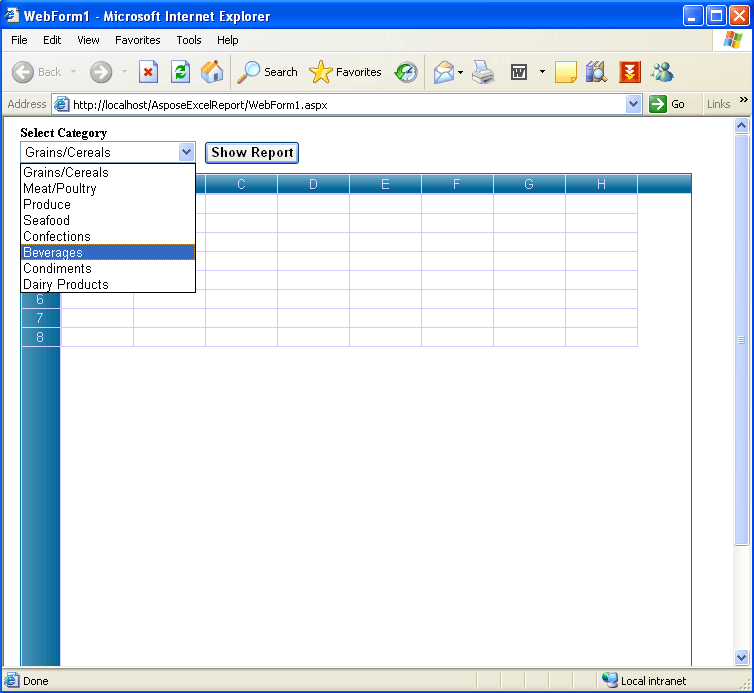 WebForm1 - Microsoft Internet Explorer
File Edit View Favorites Tools Help
Back Search Favorites
Address http://localhost/AsposeExcelReport/WebForm1.aspx Go Links »
Select Category
Grains/Cereals Show Report
Grains/Cereals
Meat/Poultry
Produce
Seafood
Confections
Beverages
Condiments
Dairy Products
C D E F G H
6
7
8
Done Local intranet